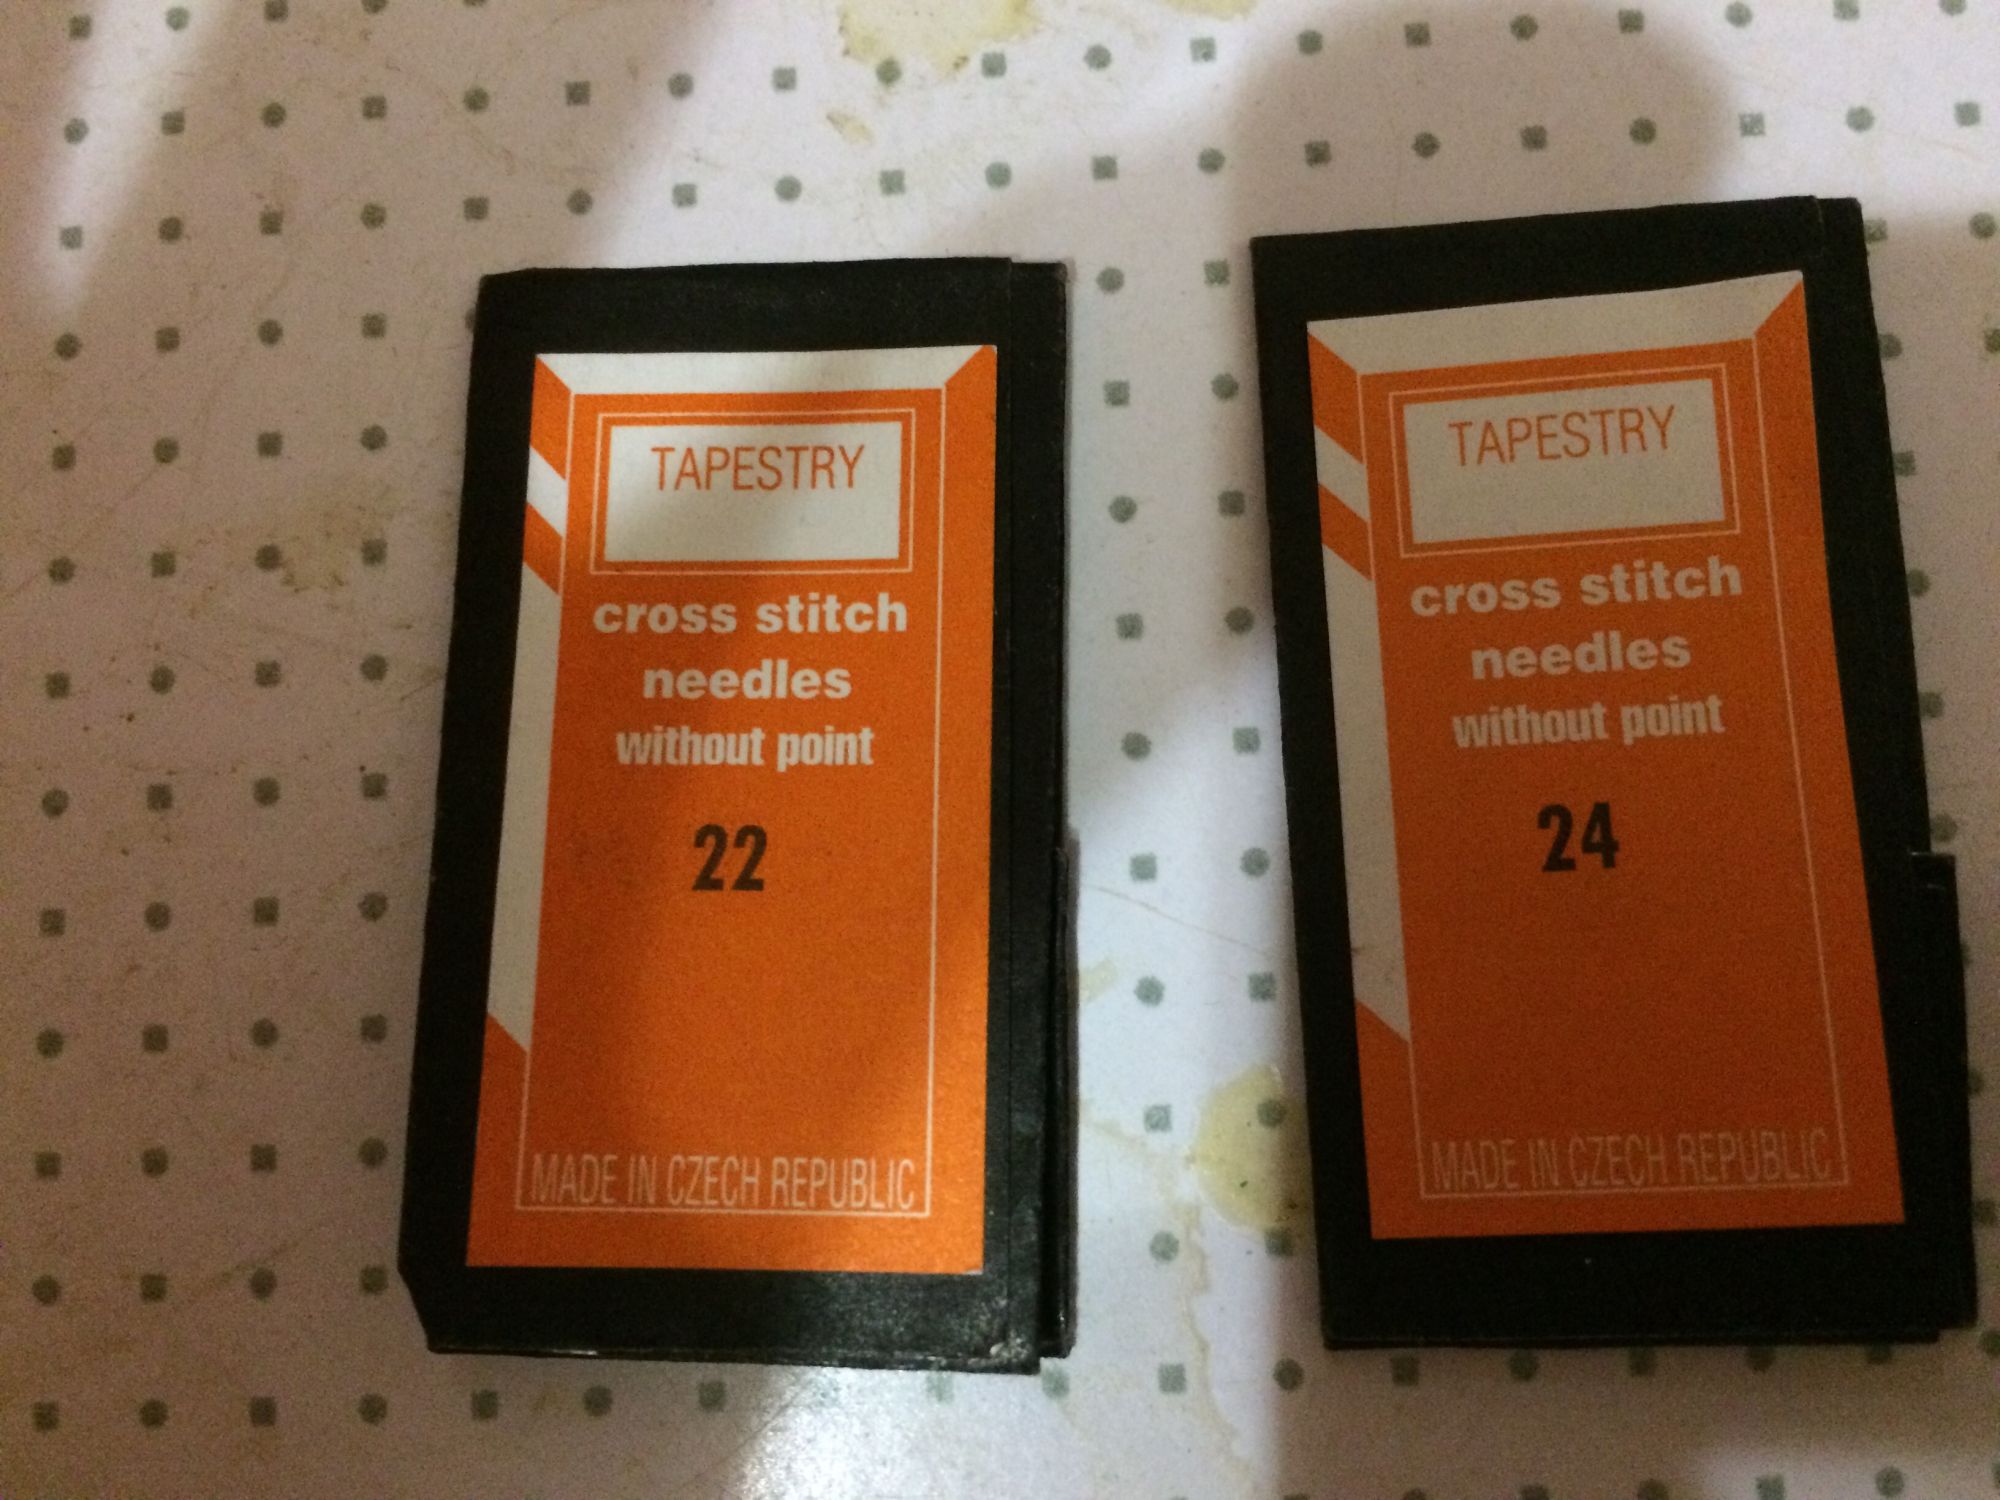 TAPESTRY
cross stitch
needles
without point
22
MADE IN CZECH REPUBLIC
TAPESTRY
cross stitch
needles
without point
24
MADE IN CZECH REPUBLIC